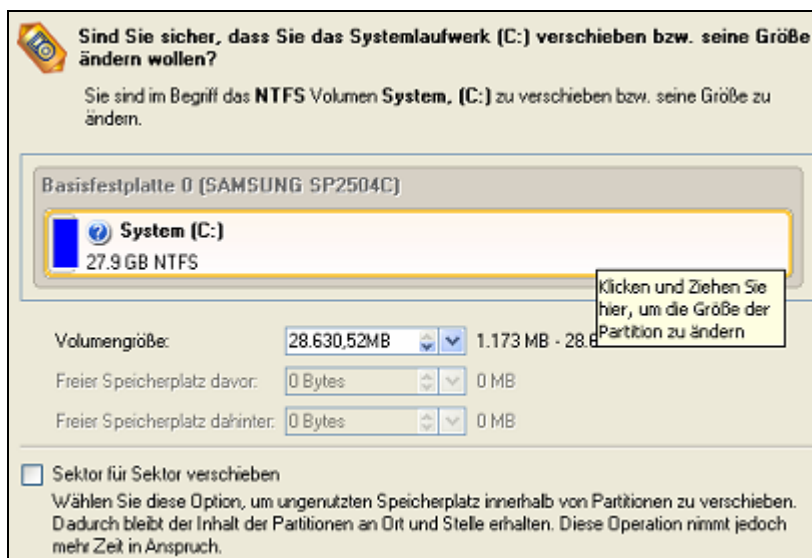 Sind Sie sicher, dass Sie das Systemlaufwerk (C:) verschieben bzw. seine Größe
ändern wollen?
Sie sind im Begriff das NTFS Volumen System, (C:) zu verschieben bzw. seine Größe zu
ändern.
Basisfestplatte 0 (SAMSUNG SP2504C)
System (C:)
27.9 GB NTFS
Klicken und Ziehen Sie
hier, um die Größe der
Partition zu ändern
Volumengröße: 28.630,52MB 1.173 MB - 28.6
Freier Speicherplatz davor: 0 Bytes 0 MB
Freier Speicherplatz dahinter: 0 Bytes 0 MB
Sektor für Sektor verschieben
Wählen Sie diese Option, um ungenutzten Speicherplatz innerhalb von Partitionen zu verschieben.
Dadurch bleibt der Inhalt der Partitionen an Ort und Stelle erhalten. Diese Operation nimmt jedoch
mehr Zeit in Anspruch.